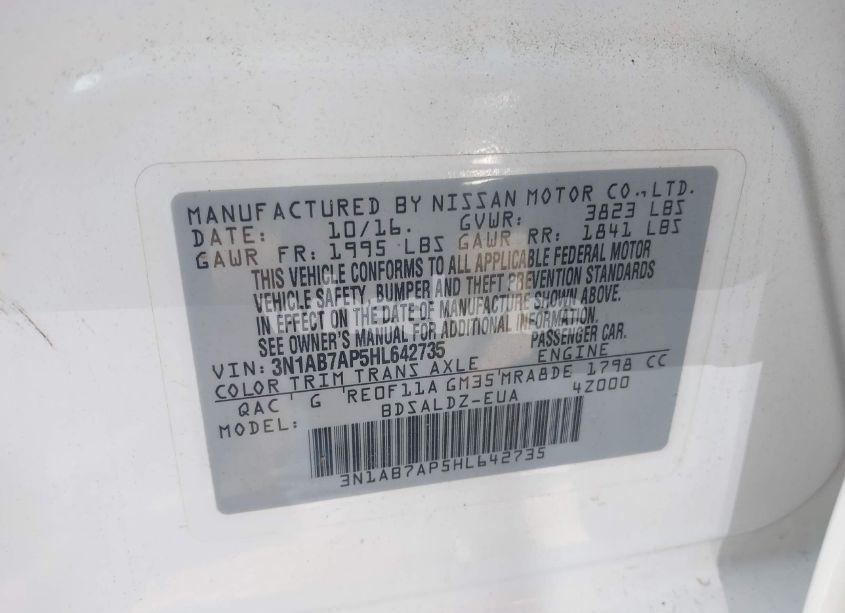 MANUFACTURED BY NISSAN MOTOR CO.,LTD.
DATE: 10/16. GVWR: 3823 LBS
GAWR FR: 1995 LBS GAWR RR: 1841 LBS
THIS VEHICLE CONFORMS TO ALL APPLICABLE FEDERAL MOTOR
VEHICLE SAFETY, BUMPER AND THEFT PREVENTION STANDARDS
IN EFFECT ON THE DATE OF MANUFACTURE SHOWN ABOVE.
SEE OWNER'S MANUAL FOR ADDITIONAL INFORMATION.
VIN: 3N1AB7AP5HL642735 PASSENGER CAR.
COLOR TRIM TRANS AXLE ENGINE
QAC G RE0F11A GM35 MRA8DE 1798 CC
MODEL: BDSALDZ-EUA 4Z000
3N1AB7AP5HL642735